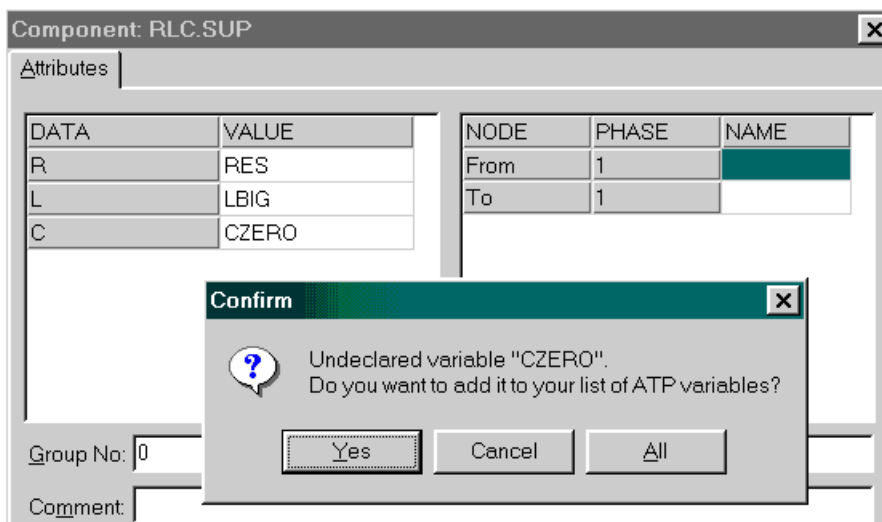 Component: RLC.SUP
Attributes
DATA VALUE
R RES
L LBIG
C CZERO
NODE PHASE NAME
From 1
To 1
Confirm
Undeclared variable "CZERO".
Do you want to add it to your list of ATP variables?
Yes Cancel All
Group No: 0
Comment: